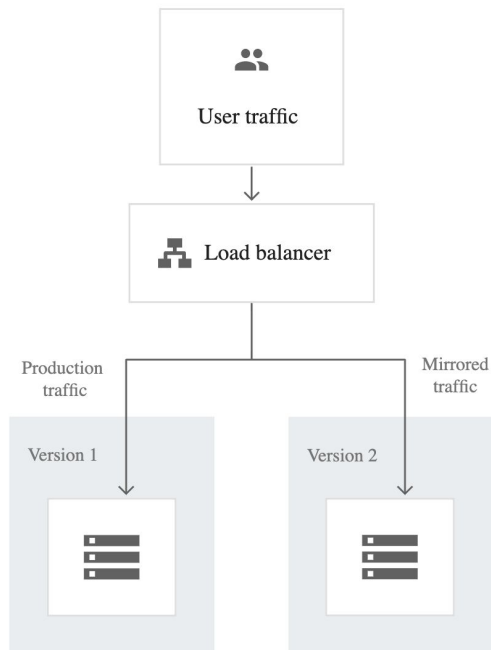 User traffic
Load balancer
Production
traffic
Mirrored
traffic
Version 1
Version 2